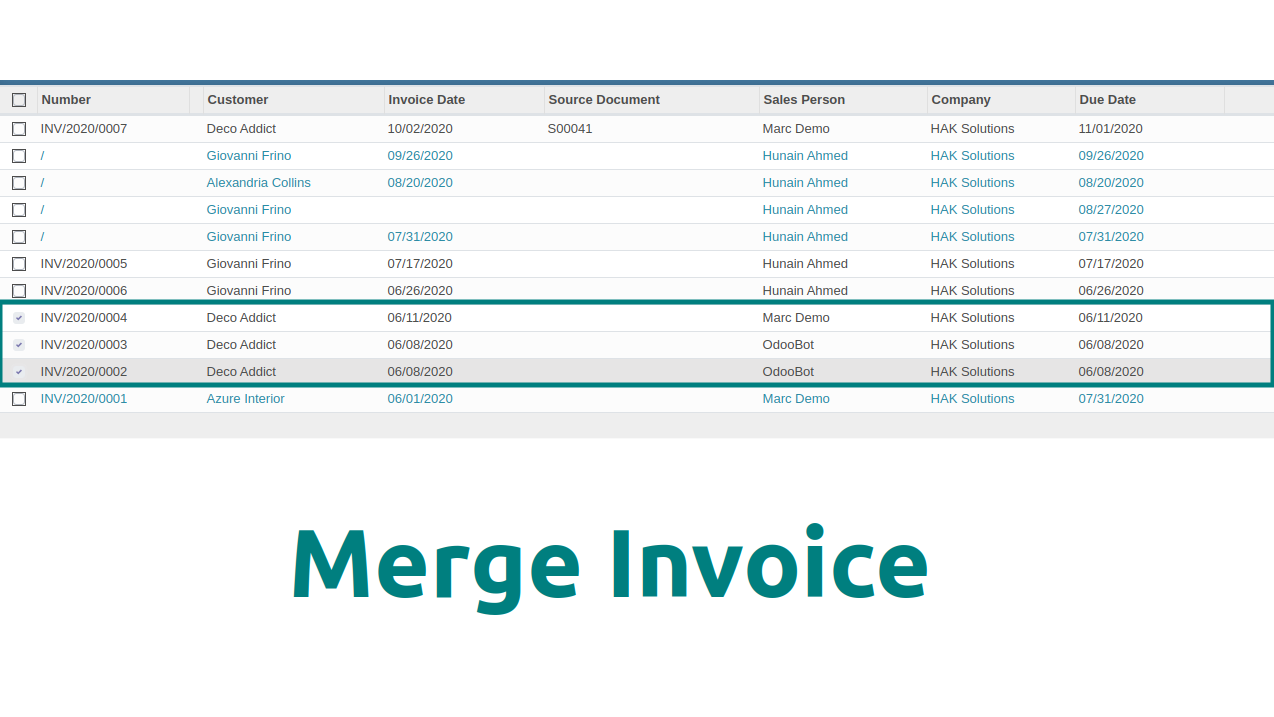 Number Customer Invoice Date Source Document Sales Person Company Due Date
INV/2020/0007 Deco Addict 10/02/2020 S00041 Marc Demo HAK Solutions 11/01/2020
/ Giovanni Frino 09/26/2020 Hunain Ahmed HAK Solutions 09/26/2020
/ Alexandria Collins 08/20/2020 Hunain Ahmed HAK Solutions 08/20/2020
/ Giovanni Frino Hunain Ahmed HAK Solutions 08/27/2020
/ Giovanni Frino 07/31/2020 Hunain Ahmed HAK Solutions 07/31/2020
INV/2020/0005 Giovanni Frino 07/17/2020 Hunain Ahmed HAK Solutions 07/17/2020
INV/2020/0006 Giovanni Frino 06/26/2020 Hunain Ahmed HAK Solutions 06/26/2020
INV/2020/0004 Deco Addict 06/11/2020 Marc Demo HAK Solutions 06/11/2020
INV/2020/0003 Deco Addict 06/08/2020 OdooBot HAK Solutions 06/08/2020
INV/2020/0002 Deco Addict 06/08/2020 OdooBot HAK Solutions 06/08/2020
INV/2020/0001 Azure Interior 06/01/2020 Marc Demo HAK Solutions 07/31/2020
Merge Invoice